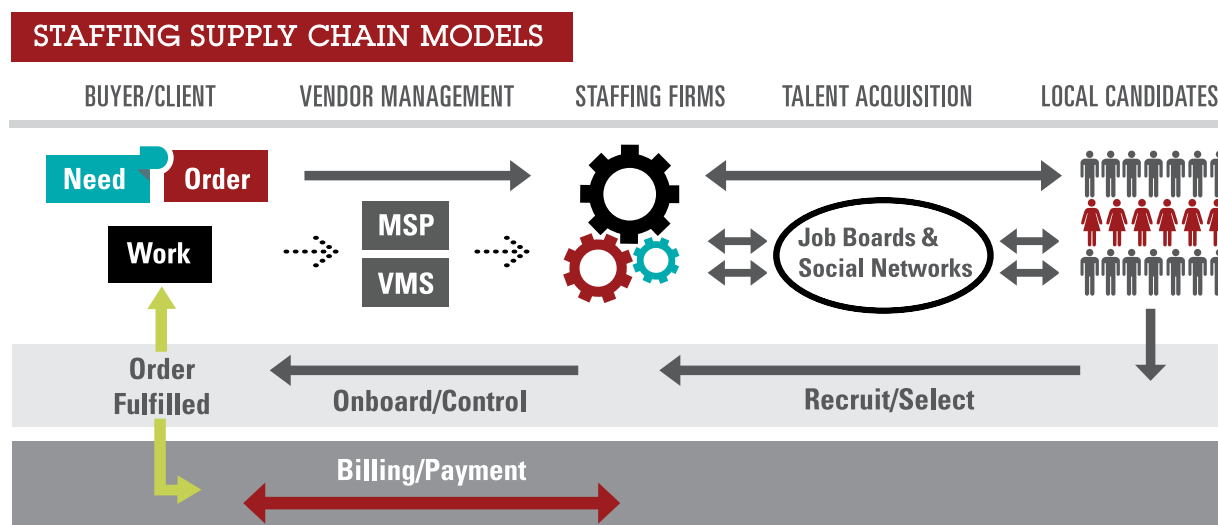 STAFFING SUPPLY CHAIN MODELS
BUYER/CLIENT
VENDOR MANAGEMENT
STAFFING FIRMS
TALENT ACQUISITION
LOCAL CANDIDATES
Need
Order
Work
MSP
VMS
Job Boards &
Social Networks
Order
Fulfilled
Onboard/Control
Recruit/Select
Billing/Payment